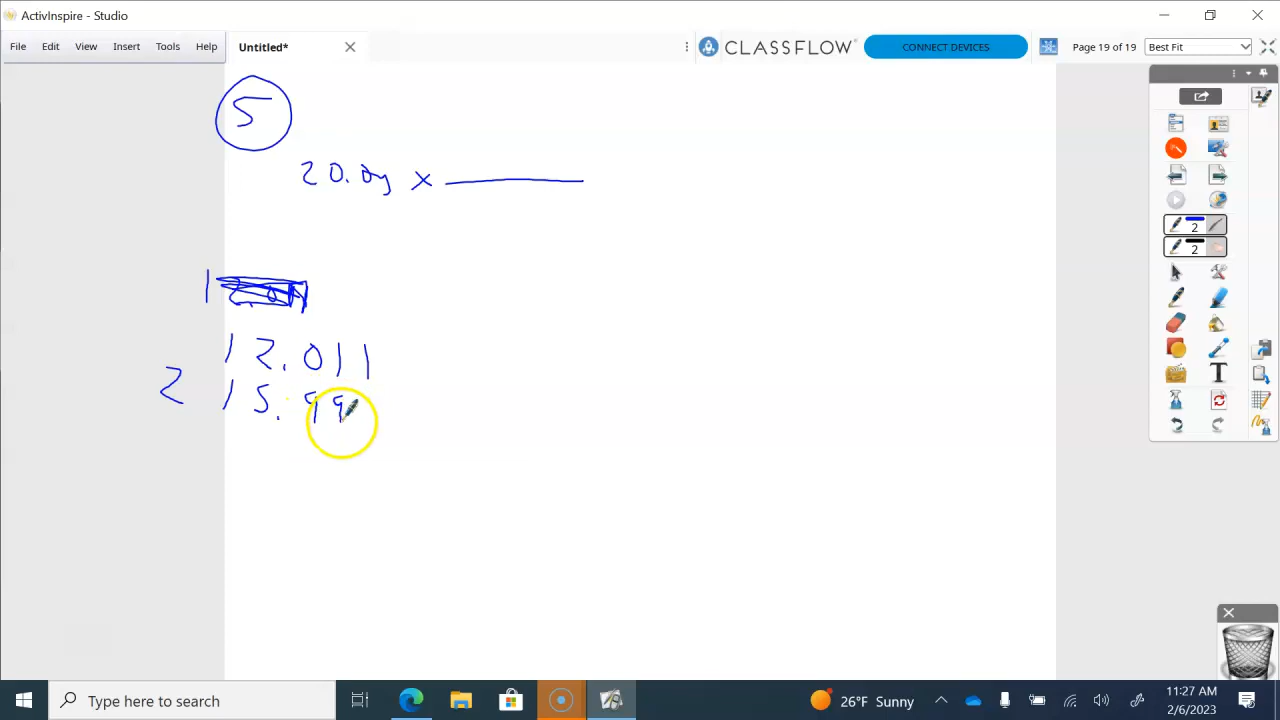 ActivInspire - Studio
File Edit View Insert Tools Help Untitled* CLASSFLOW CONNECT DEVICES Page 19 of 19 Best Fit
5
20.0g x
1
12.011
2 15.99
2
2
T
Type here to search
26°F Sunny
11:27 AM
2/6/2023